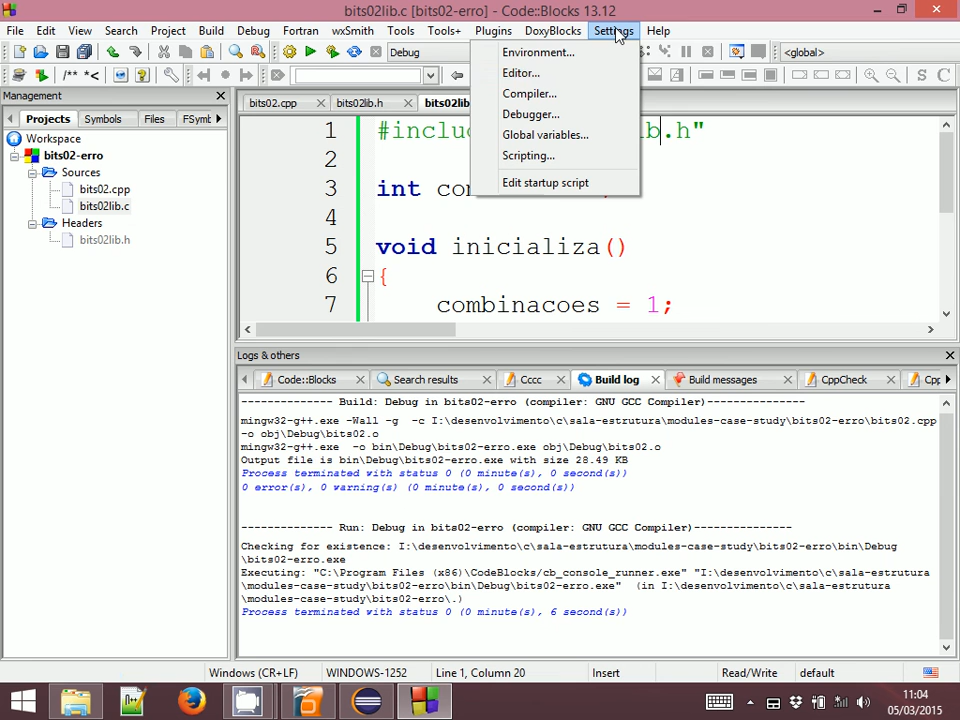 bits02lib.c [bits02-erro] - Code::Blocks 13.12
File Edit View Search Project Build Debug Fortran wxSmith Tools Tools+ Plugins DoxyBlocks Settings Help
Debug
<global>
/** *<
S C
Environment...
Editor...
Compiler...
Debugger...
Global variables...
Scripting...
Edit startup script
Management
Projects Symbols Files FSymb
Workspace
bits02-erro
Sources
bits02.cpp
bits02lib.c
Headers
bits02lib.h
bits02.cpp bits02lib.h bits02lib
1 #inclu b.h"
2
3 int co
4
5 void inicializa()
6 {
7 combinacoes = 1;
Logs & others
Code::Blocks Search results Cccc Build log Build messages CppCheck Cpp
-------------- Build: Debug in bits02-erro (compiler: GNU GCC Compiler)---------------
mingw32-g++.exe -Wall -g -c I:\desenvolvimento\c\sala-estrutura\modules-case-study\bits02-erro\bits02.cpp
-o obj\Debug\bits02.o
mingw32-g++.exe -o bin\Debug\bits02-erro.exe obj\Debug\bits02.o
Output file is bin\Debug\bits02-erro.exe with size 28.49 KB
Process terminated with status 0 (0 minute(s), 0 second(s))
0 error(s), 0 warning(s) (0 minute(s), 0 second(s))
-------------- Run: Debug in bits02-erro (compiler: GNU GCC Compiler)---------------
Checking for existence: I:\desenvolvimento\c\sala-estrutura\modules-case-study\bits02-erro\bin\Debug
\bits02-erro.exe
Executing: "C:\Program Files (x86)\CodeBlocks/cb_console_runner.exe" "I:\desenvolvimento\c\sala-estrutura
\modules-case-study\bits02-erro\bin\Debug\bits02-erro.exe" (in I:\desenvolvimento\c\sala-estrutura
\modules-case-study\bits02-erro\.)
Process terminated with status 0 (0 minute(s), 6 second(s))
Windows (CR+LF) WINDOWS-1252 Line 1, Column 20 Insert Read/Write default
11:04
05/03/2015